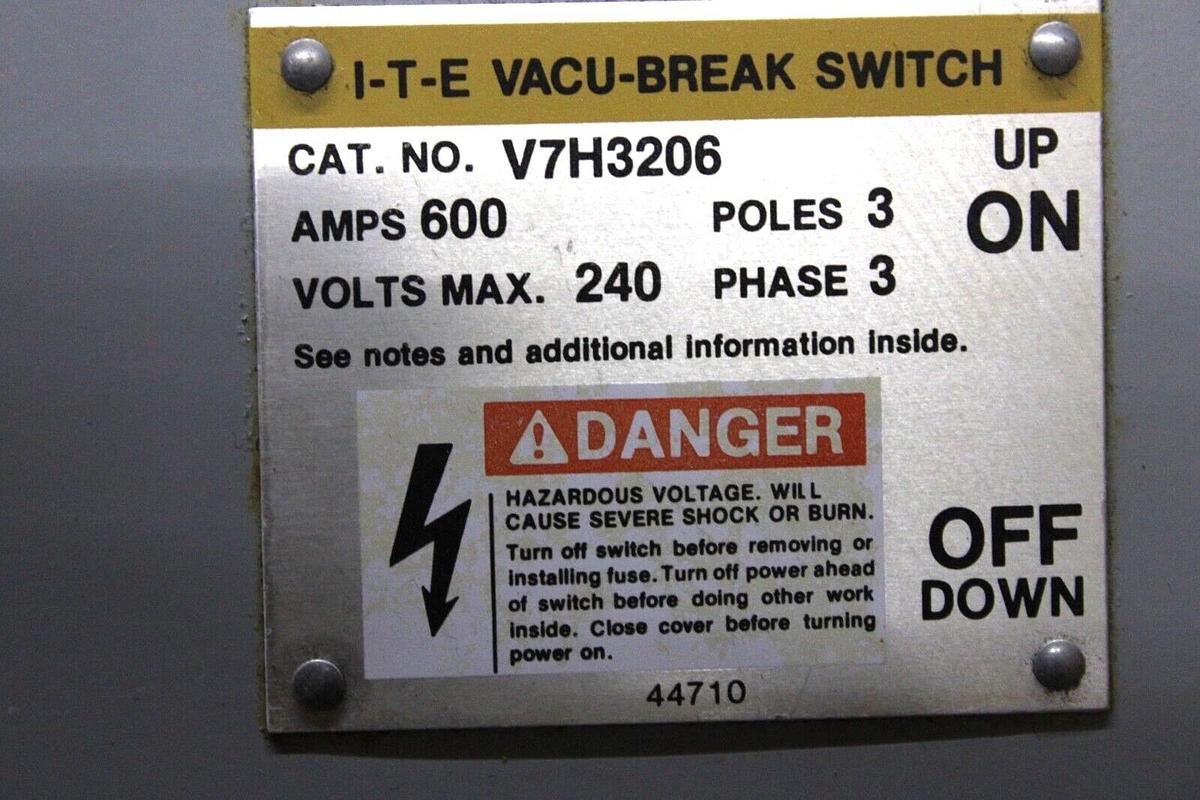 I-T-E VACU-BREAK SWITCH
CAT. NO. V7H3206
UP
AMPS 600 POLES 3
ON
VOLTS MAX. 240 PHASE 3
See notes and additional information inside.
DANGER
HAZARDOUS VOLTAGE. WILL
CAUSE SEVERE SHOCK OR BURN.
Turn off switch before removing or
installing fuse. Turn off power ahead
of switch before doing other work
inside. Close cover before turning
power on.
OFF
DOWN
44710